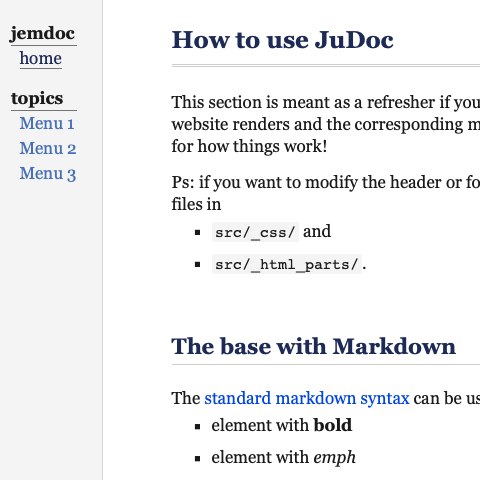 jemdoc
home
topics
Menu 1
Menu 2
Menu 3
How to use JuDoc
This section is meant as a refresher if you
website renders and the corresponding m
for how things work!
Ps: if you want to modify the header or fo
files in
src/_css/ and
src/_html_parts/.
The base with Markdown
The standard markdown syntax can be us
element with bold
element with emph